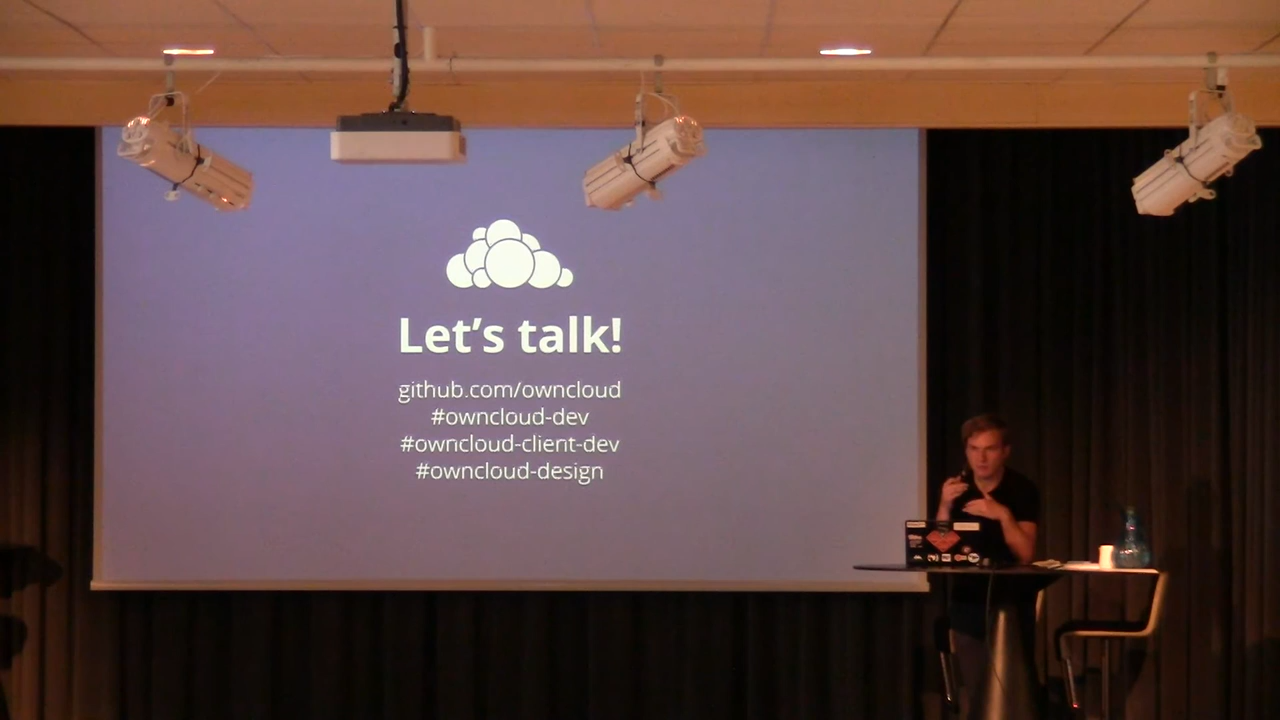 Let's talk!
github.com/owncloud
#owncloud-dev
#owncloud-client-dev
#owncloud-design